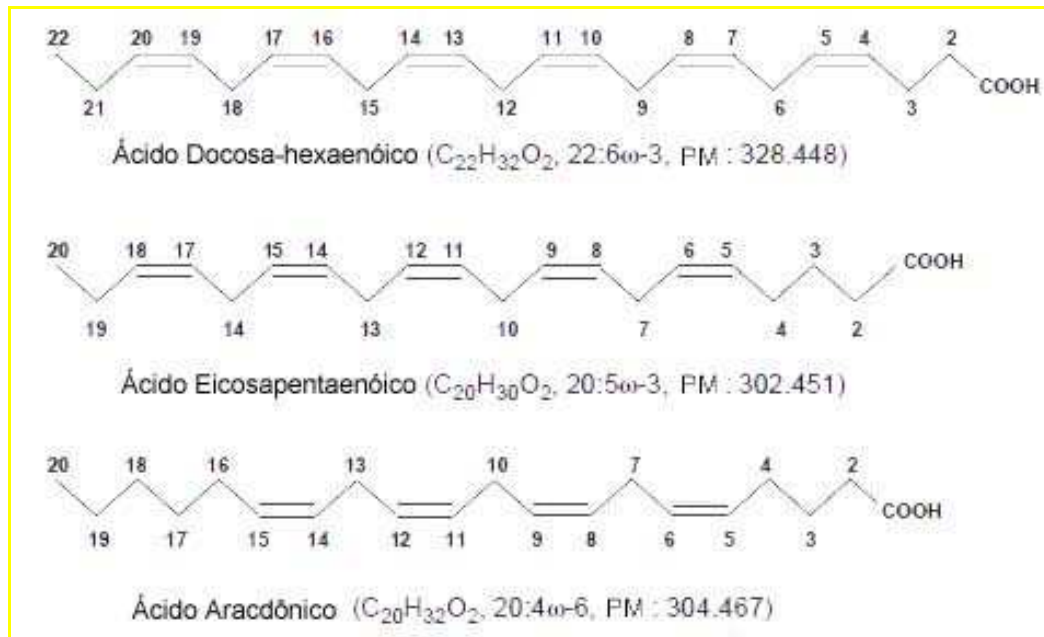 22 20 19 17 16 14 13 11 10 8 7 5 4 2
COOH
21 18 15 12 9 6 3
Ácido Docosa-hexaenóico (C22H32O2, 22:6ω-3, PM : 328.448)
20 18 17 15 14 12 11 9 8 6 5 3
COOH
19 14 13 10 7 4 2
Ácido Eicosapentaenóico (C20H30O2, 20:5ω-3, PM : 302.451)
20 18 16 13 10 7 4 2
COOH
19 17 15 14 12 11 9 8 6 5 3
Ácido Aracdônico (C20H32O2, 20:4ω-6, PM : 304.467)